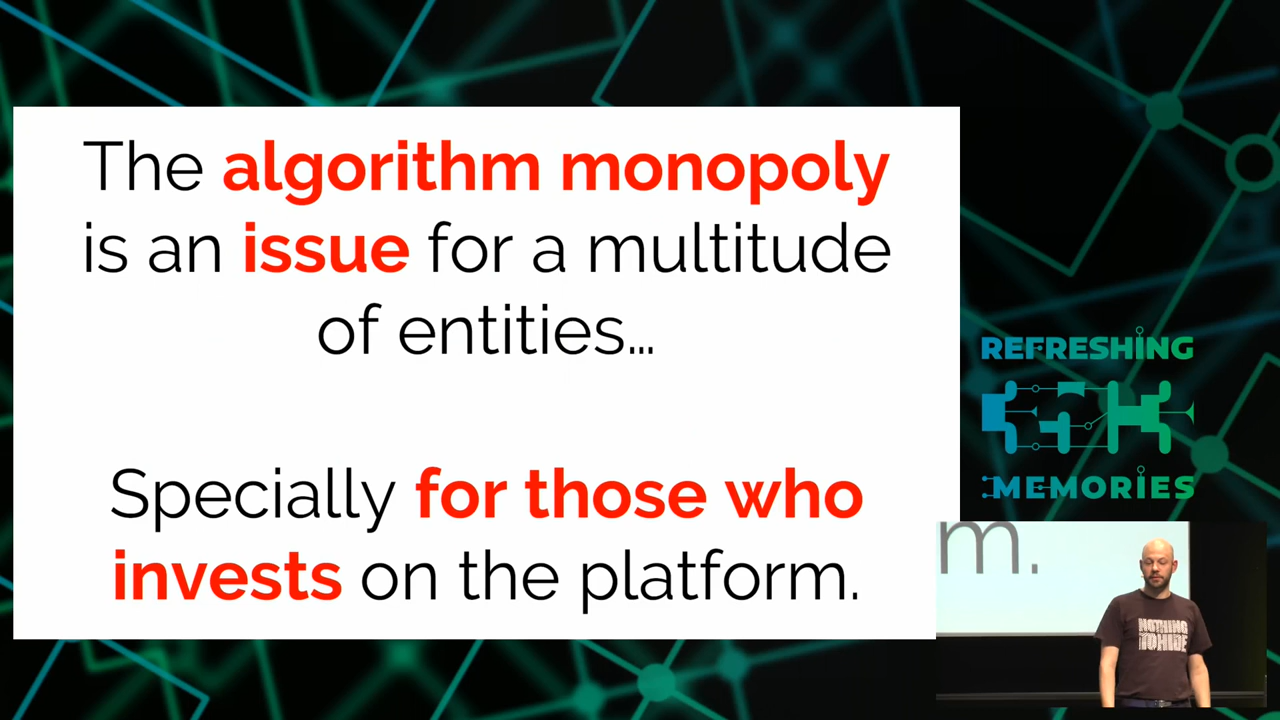 The algorithm monopoly
is an issue for a multitude
of entities...
Specially for those who
invests on the platform.
REFRESHING
MEMORIES
m.
NOTHING
TO HIDE